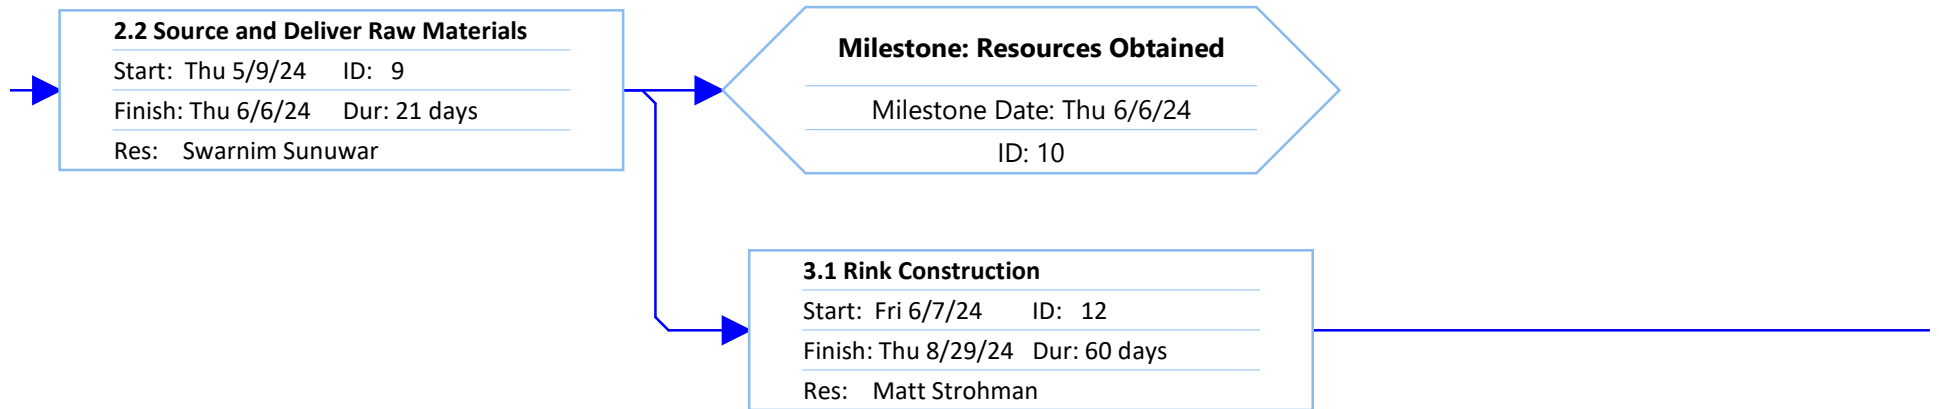 2.2 Source and Deliver Raw Materials
Start: Thu 5/9/24 ID: 9
Finish: Thu 6/6/24 Dur: 21 days
Res: Swarnim Sunuwar
Milestone: Resources Obtained
Milestone Date: Thu 6/6/24
ID: 10
3.1 Rink Construction
Start: Fri 6/7/24 ID: 12
Finish: Thu 8/29/24 Dur: 60 days
Res: Matt Strohman